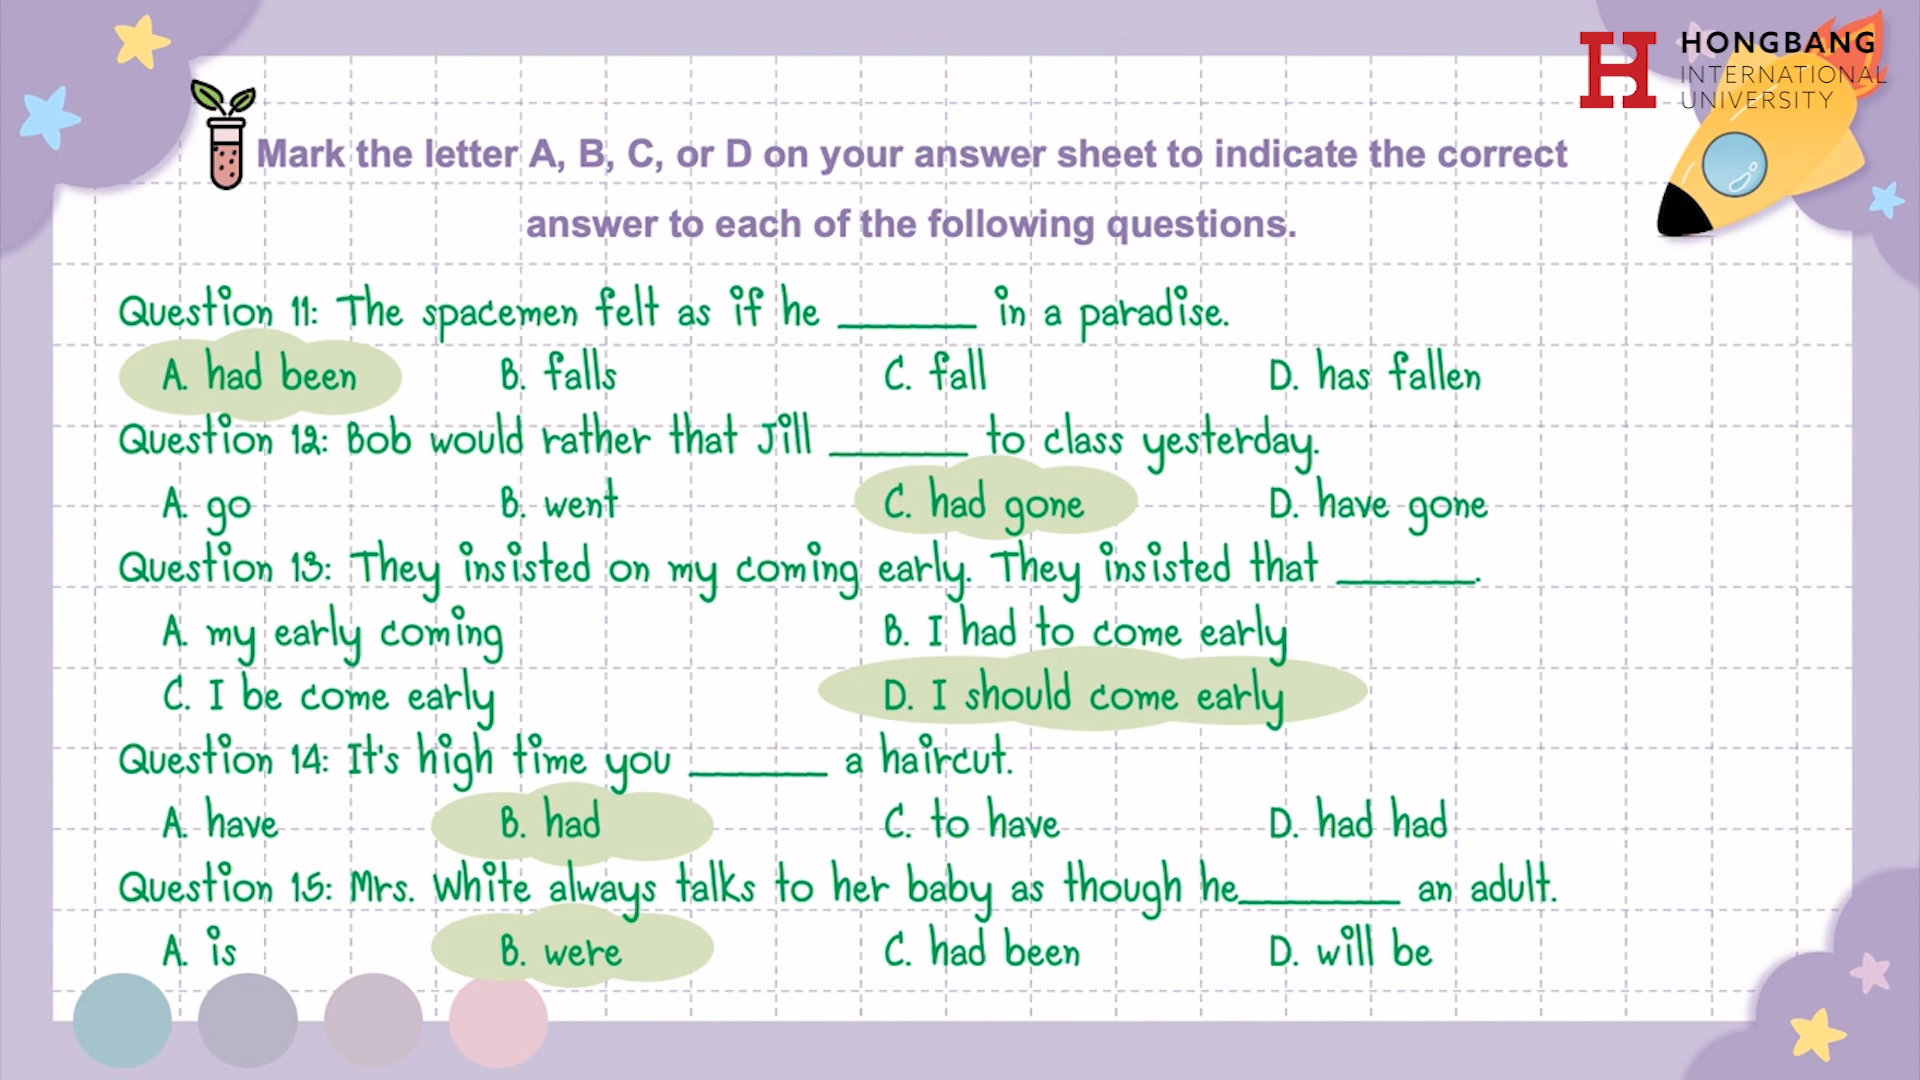 HONGBANG
INTERNATIONAL
UNIVERSITY
Mark the letter A, B, C, or D on your answer sheet to indicate the correct
answer to each of the following questions.
Question 11: The spacemen felt as if he ______ in a paradise.
A. had been B. falls C. fall D. has fallen
Question 12: Bob would rather that Jill ______ to class yesterday.
A. go B. went C. had gone D. have gone
Question 13: They insisted on my coming early. They insisted that ______.
A. my early coming B. I had to come early
C. I be come early D. I should come early
Question 14: It's high time you ______ a haircut.
A. have B. had C. to have D. had had
Question 15: Mrs. White always talks to her baby as though he_______ an adult.
A. is B. were C. had been D. will be